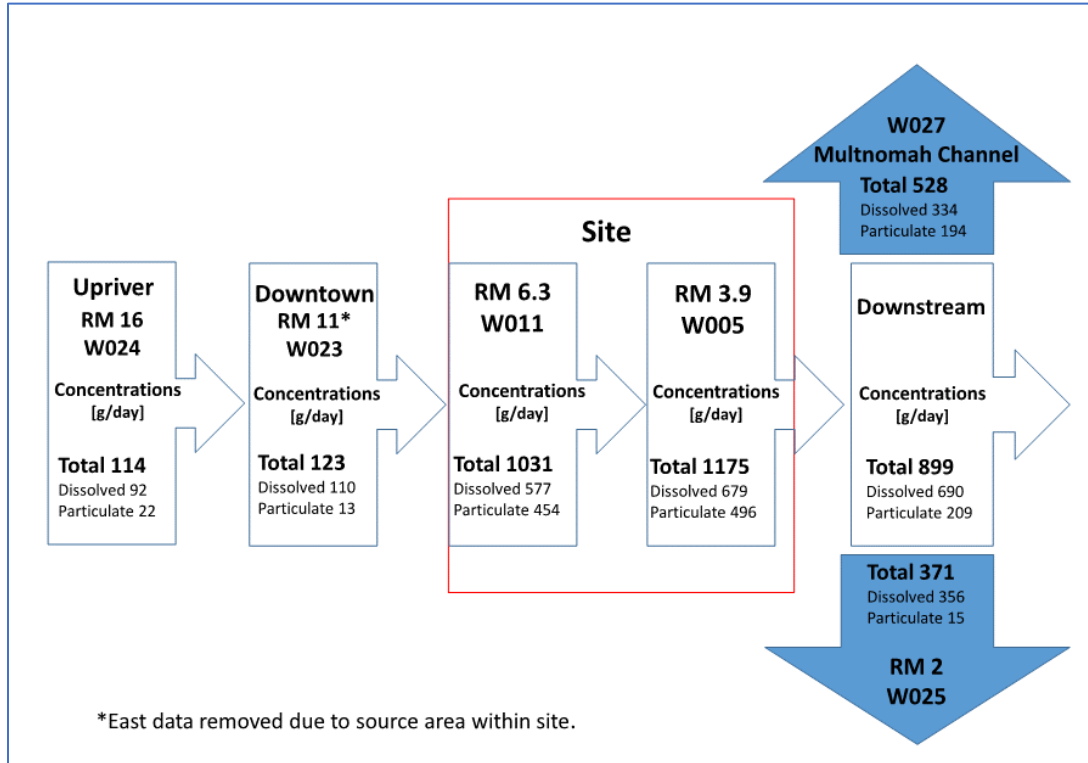 W027
Multnomah Channel
Total 528
Dissolved 334
Particulate 194
Site
Upriver
RM 16
W024
Concentrations
[g/day]
Total 114
Dissolved 92
Particulate 22
Downtown
RM 11*
W023
Concentrations
[g/day]
Total 123
Dissolved 110
Particulate 13
RM 6.3
W011
Concentrations
[g/day]
Total 1031
Dissolved 577
Particulate 454
RM 3.9
W005
Concentrations
[g/day]
Total 1175
Dissolved 679
Particulate 496
Downstream
Concentrations
[g/day]
Total 899
Dissolved 690
Particulate 209
Total 371
Dissolved 356
Particulate 15
RM 2
W025
*East data removed due to source area within site.